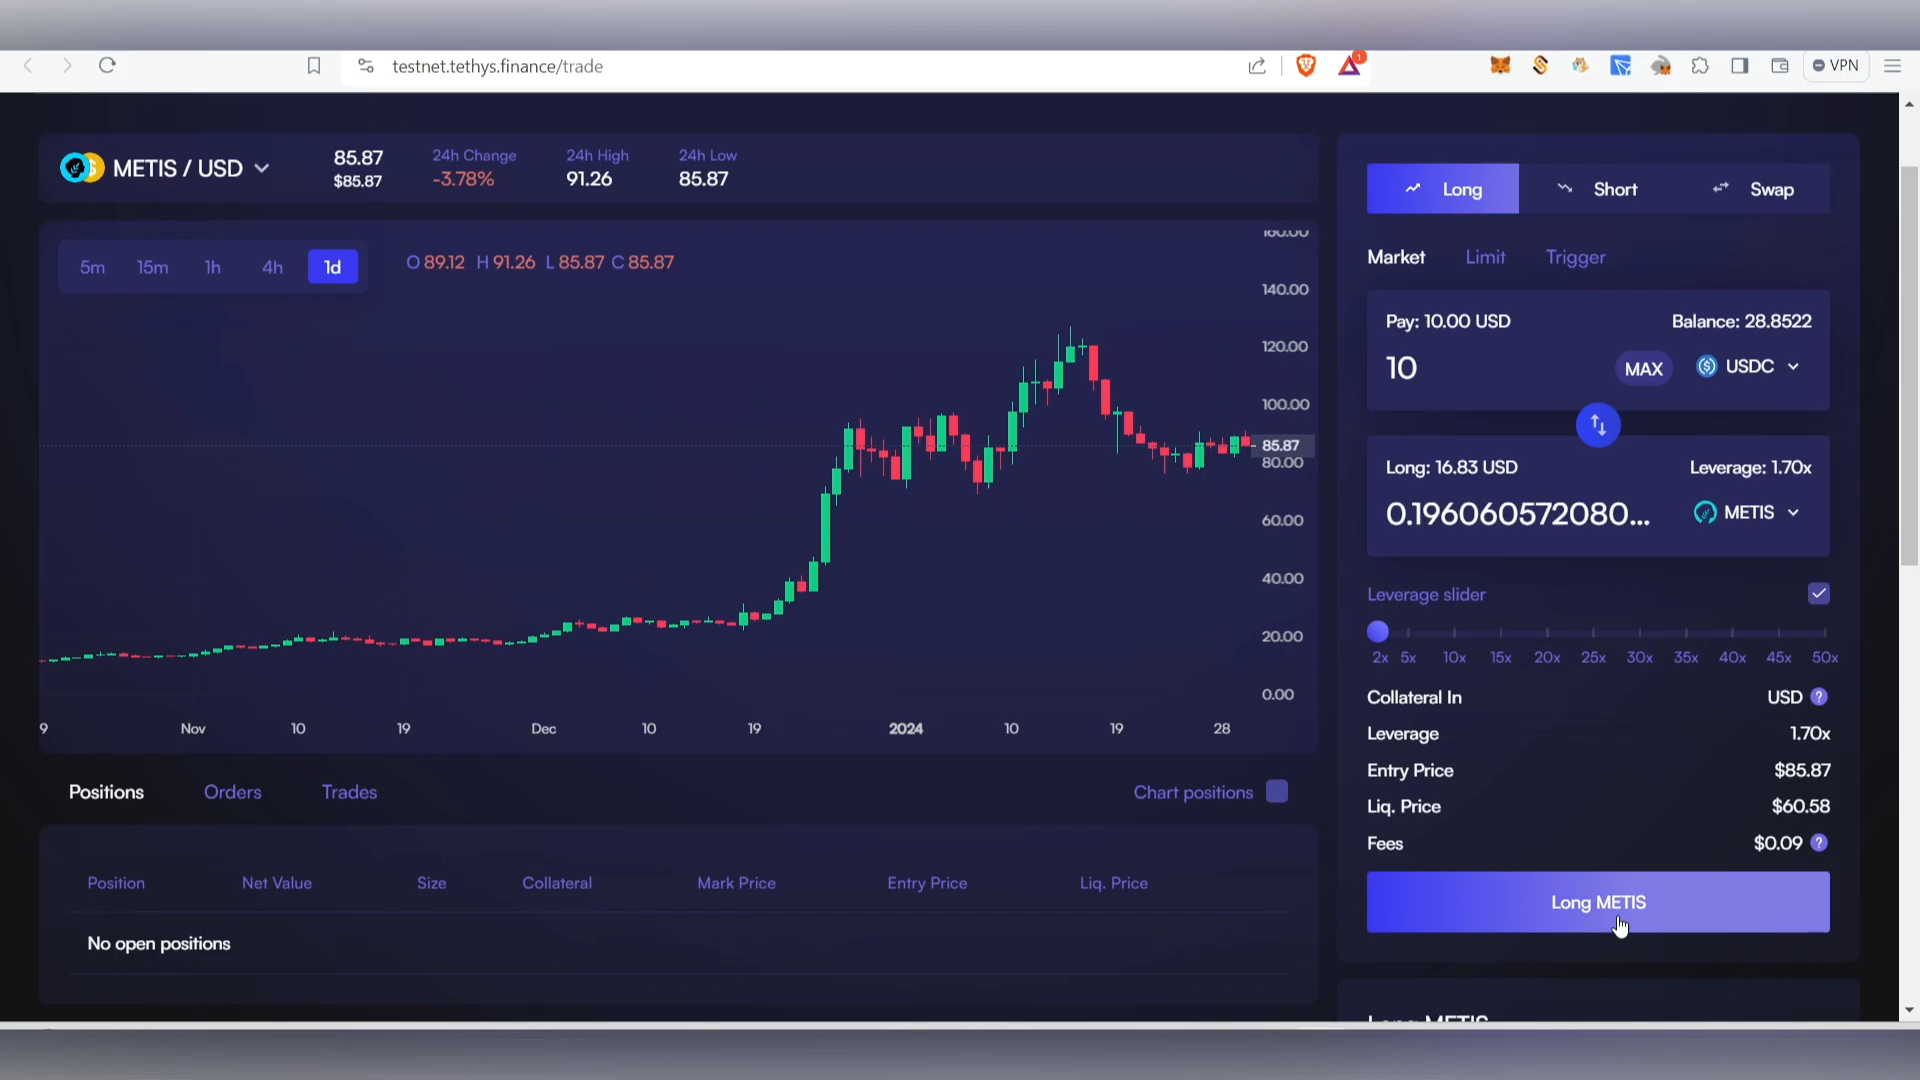 testnet.tethys.finance/trade
1
VPN
METIS / USD
85.87
$85.87
24h Change
-3.78%
24h High
91.26
24h Low
85.87
5m 15m 1h 4h 1d
O 89.12 H 91.26 L 85.87 C 85.87
160.00
140.00
120.00
100.00
85.87
80.00
60.00
40.00
20.00
0.00
9 Nov 10 19 Dec 10 19 2024 10 19 28
Positions Orders Trades
Chart positions
Position Net Value Size Collateral Mark Price Entry Price Liq. Price
No open positions
Long Short Swap
Market Limit Trigger
Pay: 10.00 USD Balance: 28.8522
10 MAX USDC
Long: 16.83 USD Leverage: 1.70x
0.196060572080... METIS
Leverage slider
2x 5x 10x 15x 20x 25x 30x 35x 40x 45x 50x
Collateral In USD ?
Leverage 1.70x
Entry Price $85.87
Liq. Price $60.58
Fees $0.09 ?
Long METIS
Long METIS